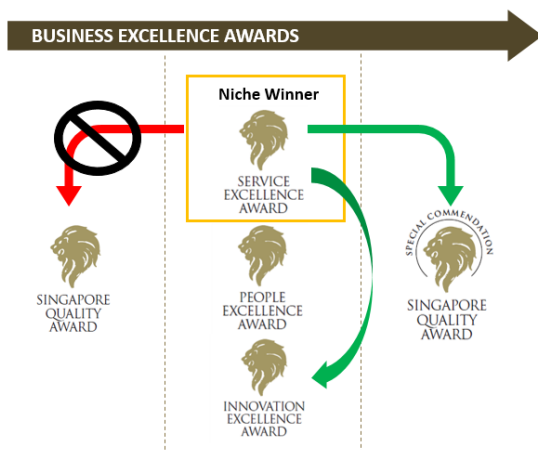 BUSINESS EXCELLENCE AWARDS
Niche Winner
SERVICE
EXCELLENCE
AWARD
SINGAPORE
QUALITY
AWARD
PEOPLE
EXCELLENCE
AWARD
INNOVATION
EXCELLENCE
AWARD
SPECIAL COMMENDATION
SINGAPORE
QUALITY
AWARD